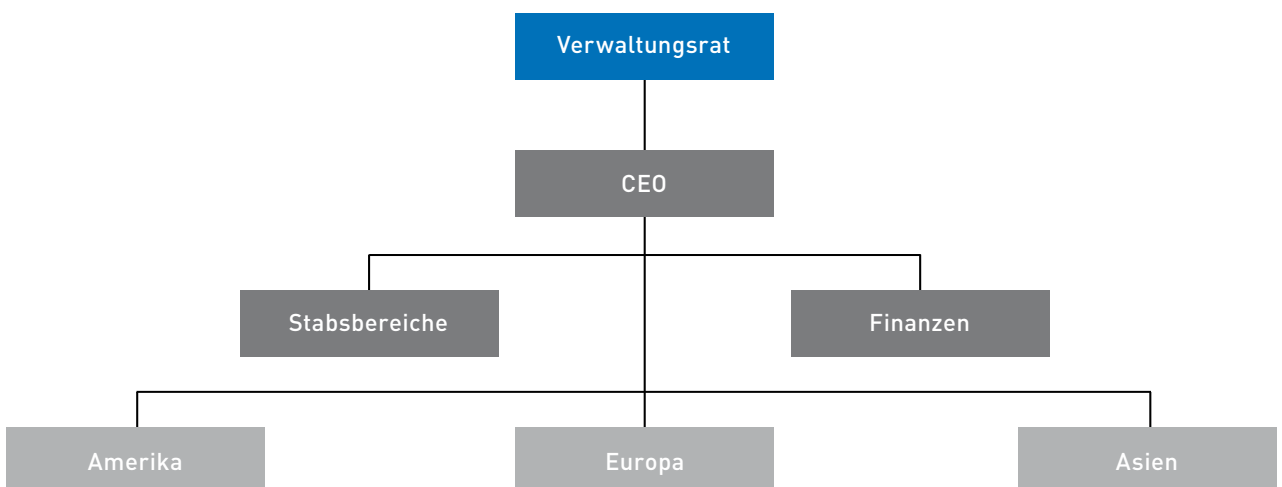 Verwaltungsrat
CEO
Stabsbereiche
Finanzen
Amerika
Europa
Asien